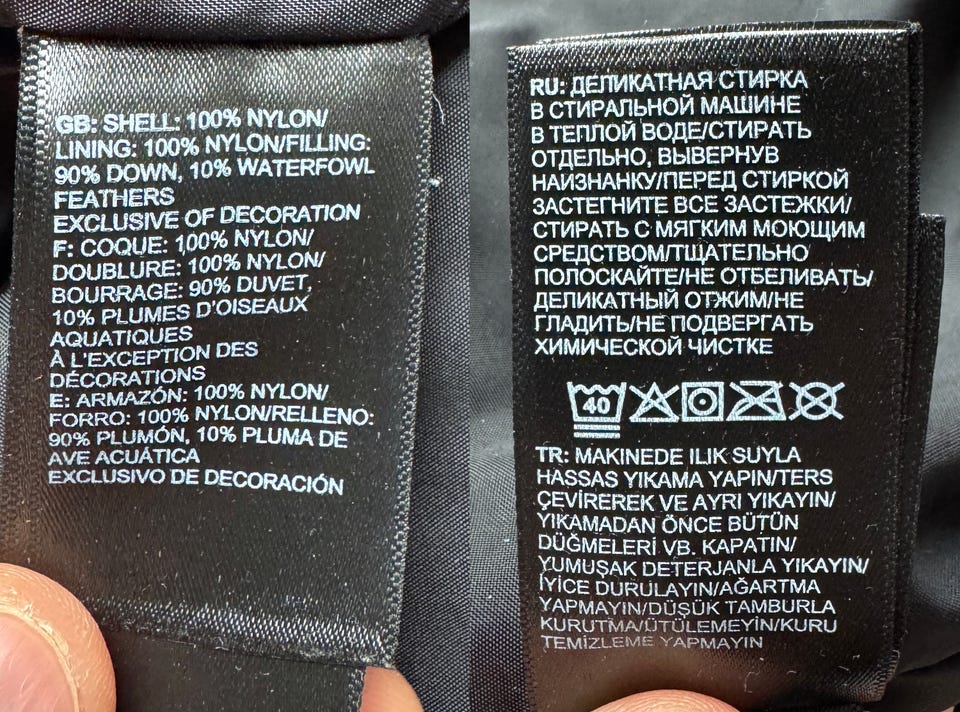 GB: SHELL: 100% NYLON/
LINING: 100% NYLON/FILLING:
90% DOWN, 10% WATERFOWL
FEATHERS
EXCLUSIVE OF DECORATION
F: COQUE: 100% NYLON/
DOUBLURE: 100% NYLON/
BOURRAGE: 90% DUVET,
10% PLUMES D'OISEAUX
AQUATIQUES
À L'EXCEPTION DES
DÉCORATIONS
E: ARMAZÓN: 100% NYLON/
FORRO: 100% NYLON/RELLENO:
90% PLUMÓN, 10% PLUMA DE
AVE ACUÁTICA
EXCLUSIVO DE DECORACIÓN
RU: ДЕЛИКАТНАЯ СТИРКА
В СТИРАЛЬНОЙ МАШИНЕ
В ТЕПЛОЙ ВОДЕ/СТИРАТЬ
ОТДЕЛЬНО, ВЫВЕРНУВ
НАИЗНАНКУ/ПЕРЕД СТИРКОЙ
ЗАСТЕГНИТЕ ВСЕ ЗАСТЕЖКИ/
СТИРАТЬ С МЯГКИМ МОЮЩИМ
СРЕДСТВОМ/ТЩАТЕЛЬНО
ПОЛОСКАЙТЕ/НЕ ОТБЕЛИВАТЬ/
ДЕЛИКАТНЫЙ ОТЖИМ/НЕ
ГЛАДИТЬ/НЕ ПОДВЕРГАТЬ
ХИМИЧЕСКОЙ ЧИСТКЕ
40
TR: MAKINEDE ILIK SUYLA
HASSAS YIKAMA YAPIN/TERS
ÇEVİREREK VE AYRI YIKAYIN/
YIKAMADAN ÖNCE BÜTÜN
DÜĞMELERİ VB. KAPATIN/
YUMUŞAK DETERJANLA YIKAYIN/
İYİCE DURULAYIN/AĞARTMA
YAPMAYIN/DÜŞÜK TAMBURLA
KURUTMA/ÜTÜLEMEYİN/KURU
TEMİZLEME YAPMAYIN